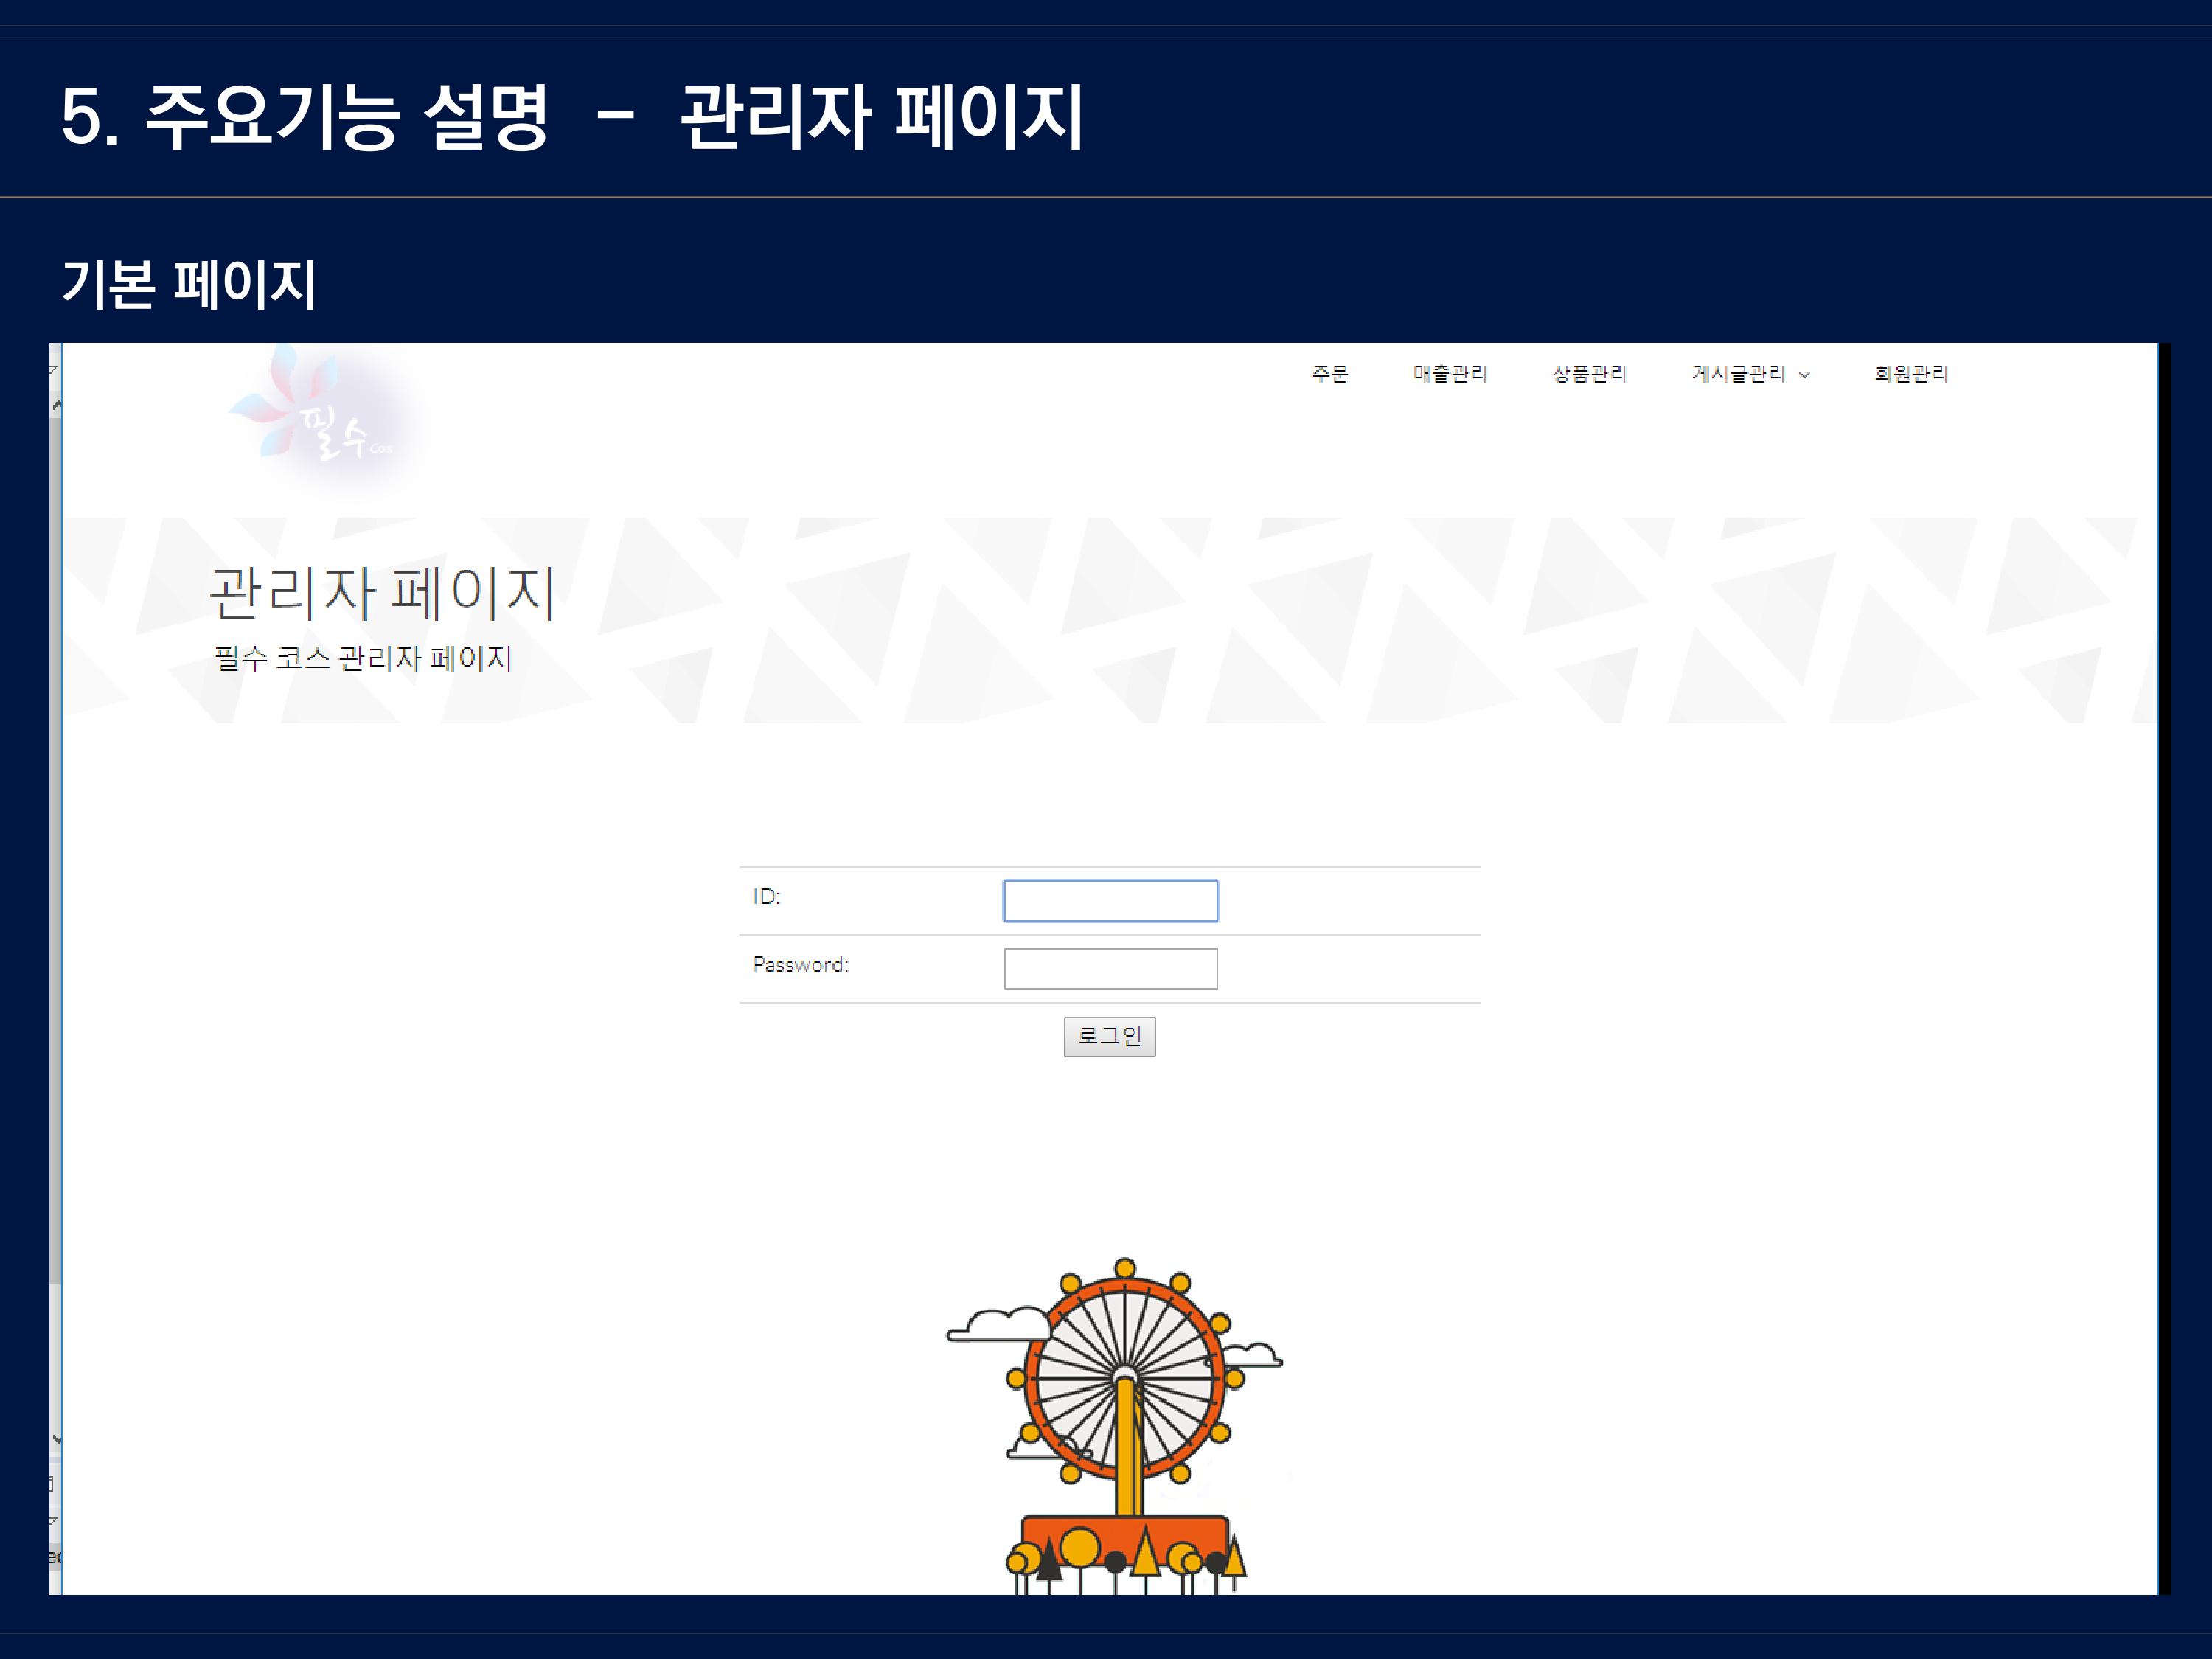 5. 주요기능 설명 - 관리자 페이지
기본 페이지
필수 Cos
주문 매출관리 상품관리 게시글관리 회원관리
관리자 페이지
필수 코스 관리자 페이지
ID:
Password:
로그인